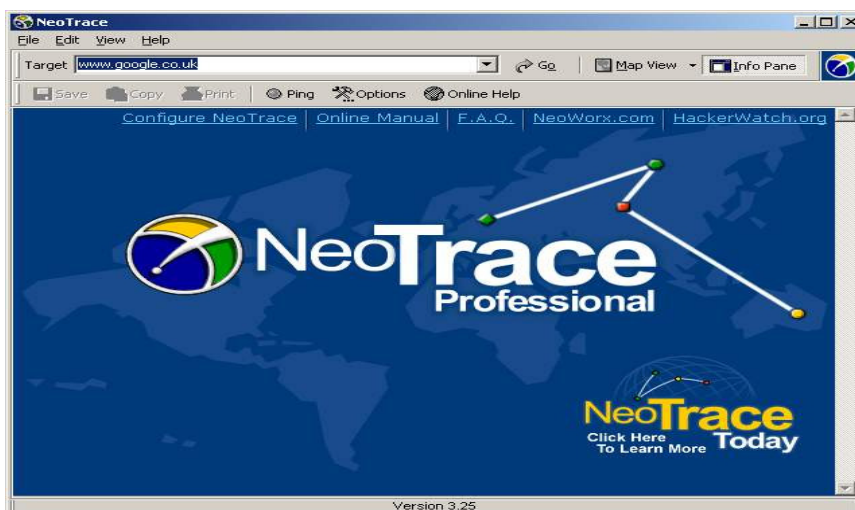 NeoTrace
File Edit View Help
Target www.google.co.uk Go Map View Info Pane
Save Copy Print Ping Options Online Help
Configure NeoTrace | Online Manual | F.A.Q. | NeoWorx.com | HackerWatch.org
NeoTrace
Professional
NeoTrace
Click Here
To Learn More Today
Version 3.25